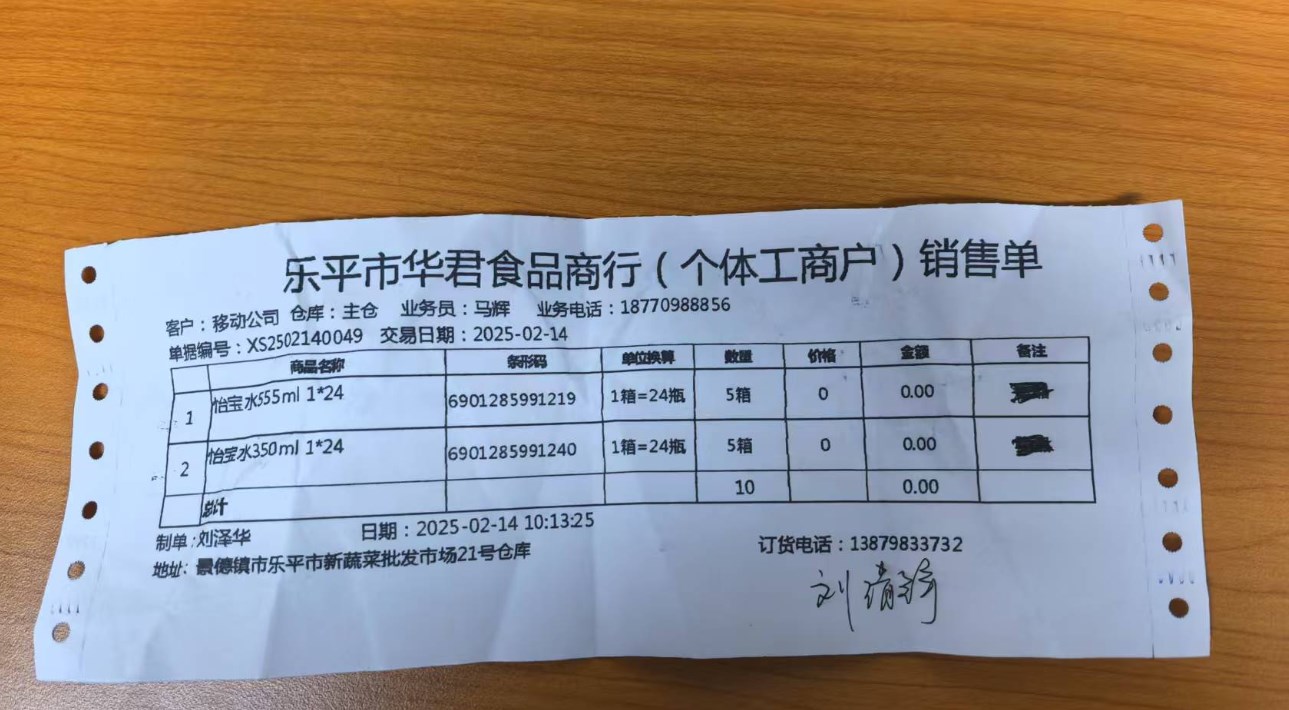 乐平市华君食品商行（个体工商户）销售单
客户：移动公司 仓库：主仓 业务员：马辉 业务电话：18770988856
单据编号：XS2502140049 交易日期：2025-02-14
商品名称 条形码 单位换算 数量 价格 金额 备注
1 怡宝水555ml 1*24 6901285991219 1箱=24瓶 5箱 0 0.00
2 怡宝水350ml 1*24 6901285991240 1箱=24瓶 5箱 0 0.00
总计 10 0.00
制单：刘泽华 日期：2025-02-14 10:13:25 订货电话：13879833732
地址：景德镇市乐平市新蔬菜批发市场21号仓库